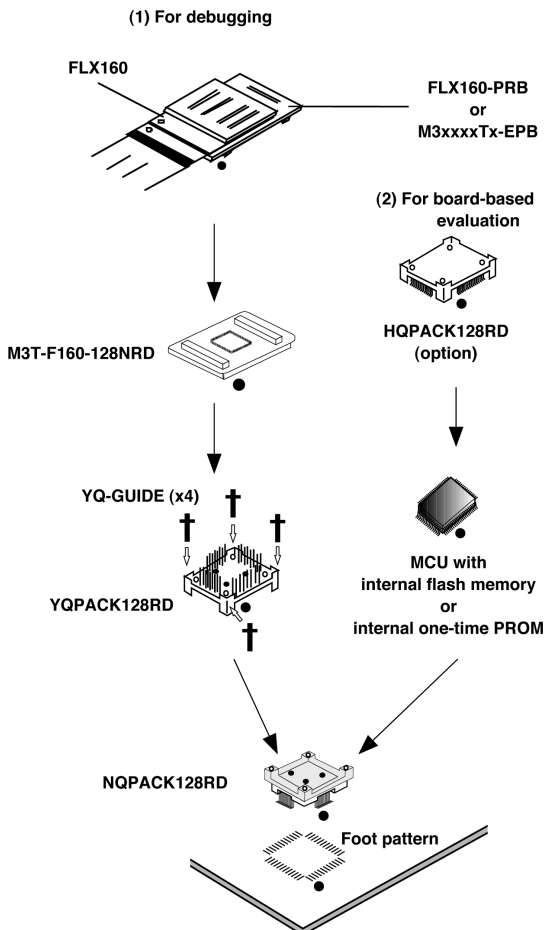 (1) For debugging
FLX160
FLX160-PRB
or
M3xxxxTx-EPB
(2) For board-based
evaluation
HQPACK128RD
(option)
M3T-F160-128NRD
YQ-GUIDE (x4)
YQPACK128RD
MCU with
internal flash memory
or
internal one-time PROM
NQPACK128RD
Foot pattern